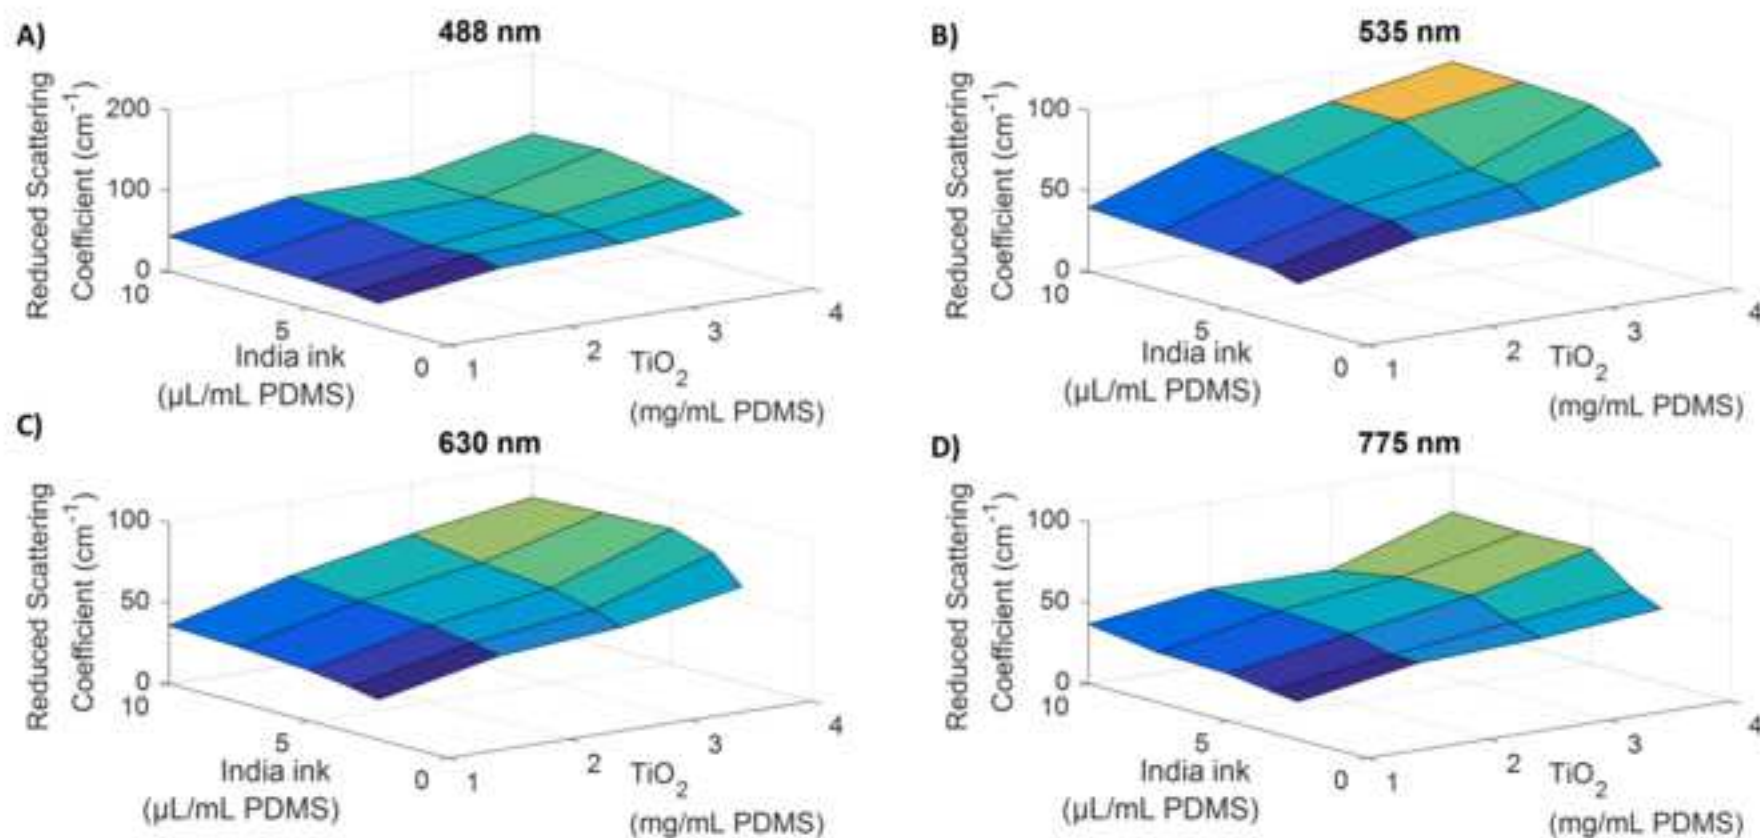 A)
488 nm
Reduced Scattering
Coefficient (cm⁻¹)
200
100
0
10
5
0
India ink
(µL/mL PDMS)
1
2
3
4
TiO₂
(mg/mL PDMS)
B)
535 nm
Reduced Scattering
Coefficient (cm⁻¹)
100
50
0
10
5
0
India ink
(µL/mL PDMS)
1
2
3
4
TiO₂
(mg/mL PDMS)
C)
630 nm
Reduced Scattering
Coefficient (cm⁻¹)
100
50
0
10
5
0
India ink
(µL/mL PDMS)
1
2
3
4
TiO₂
(mg/mL PDMS)
D)
775 nm
Reduced Scattering
Coefficient (cm⁻¹)
100
50
0
10
5
0
India ink
(µL/mL PDMS)
1
2
3
4
TiO₂
(mg/mL PDMS)